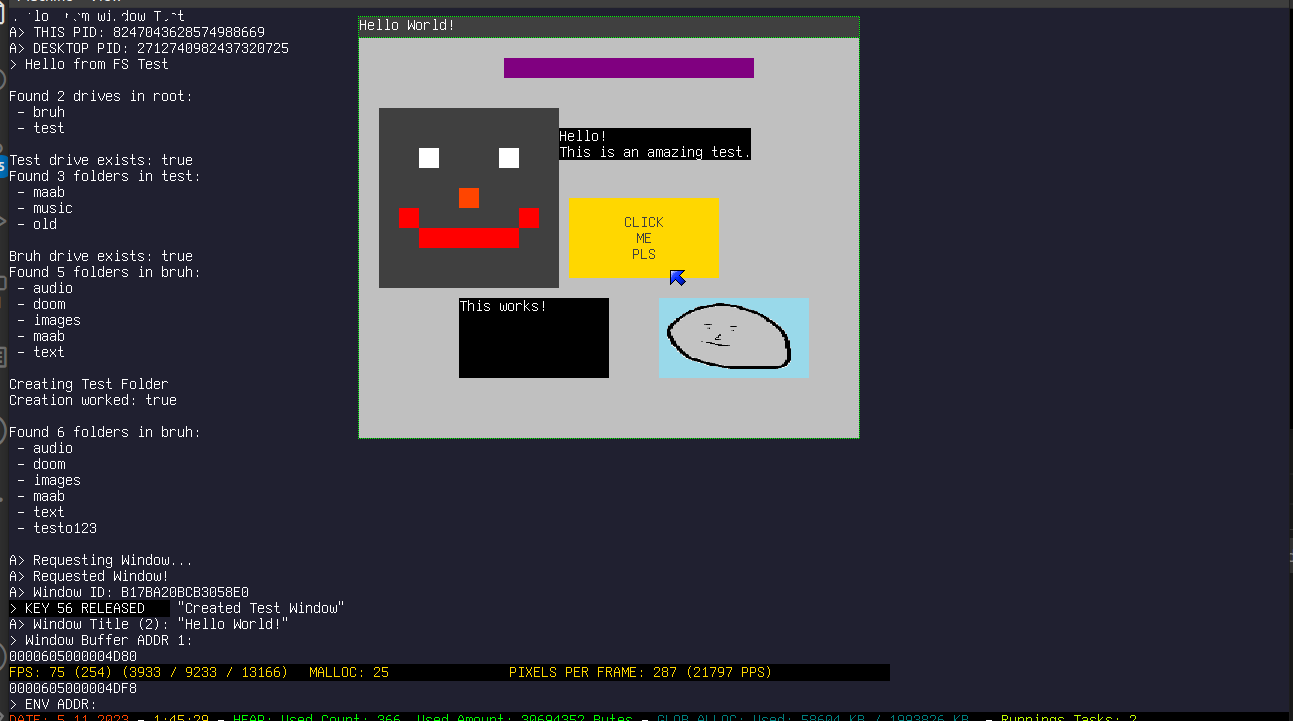 A> THIS PID: 8247043628574988669
A> DESKTOP PID: 2712740982437320725
> Hello from FS Test
Found 2 drives in root:
- bruh
- test
Test drive exists: true
Found 3 folders in test:
- maab
- music
- old
Bruh drive exists: true
Found 5 folders in bruh:
- audio
- doom
- images
- maab
- text
Creating Test Folder
Creation worked: true
Found 6 folders in bruh:
- audio
- doom
- images
- maab
- text
- testo123
A> Requesting Window...
A> Requested Window!
A> Window ID: B17BA20BCB3058E0
> KEY 56 RELEASED "Created Test Window"
A> Window Title (2): "Hello World!"
> Window Buffer ADDR 1:
0000605000004D80
FPS: 75 (254) (3933 / 9233 / 13166) MALLOC: 25 PIXELS PER FRAME: 287 (21797 PPS)
0000605000004DF8
> ENV ADDR:
DATE: 5.11.2023 - 1:45:29 - HEAP: Used Count: 366, Used Amount: 30694352 Bytes - GLOB ALLOC: Used: 58604 KB / 1993826 KB. - Runnings Tasks: 2
Hello World!
Hello!
This is an amazing test.
CLICK
ME
PLS
This works!